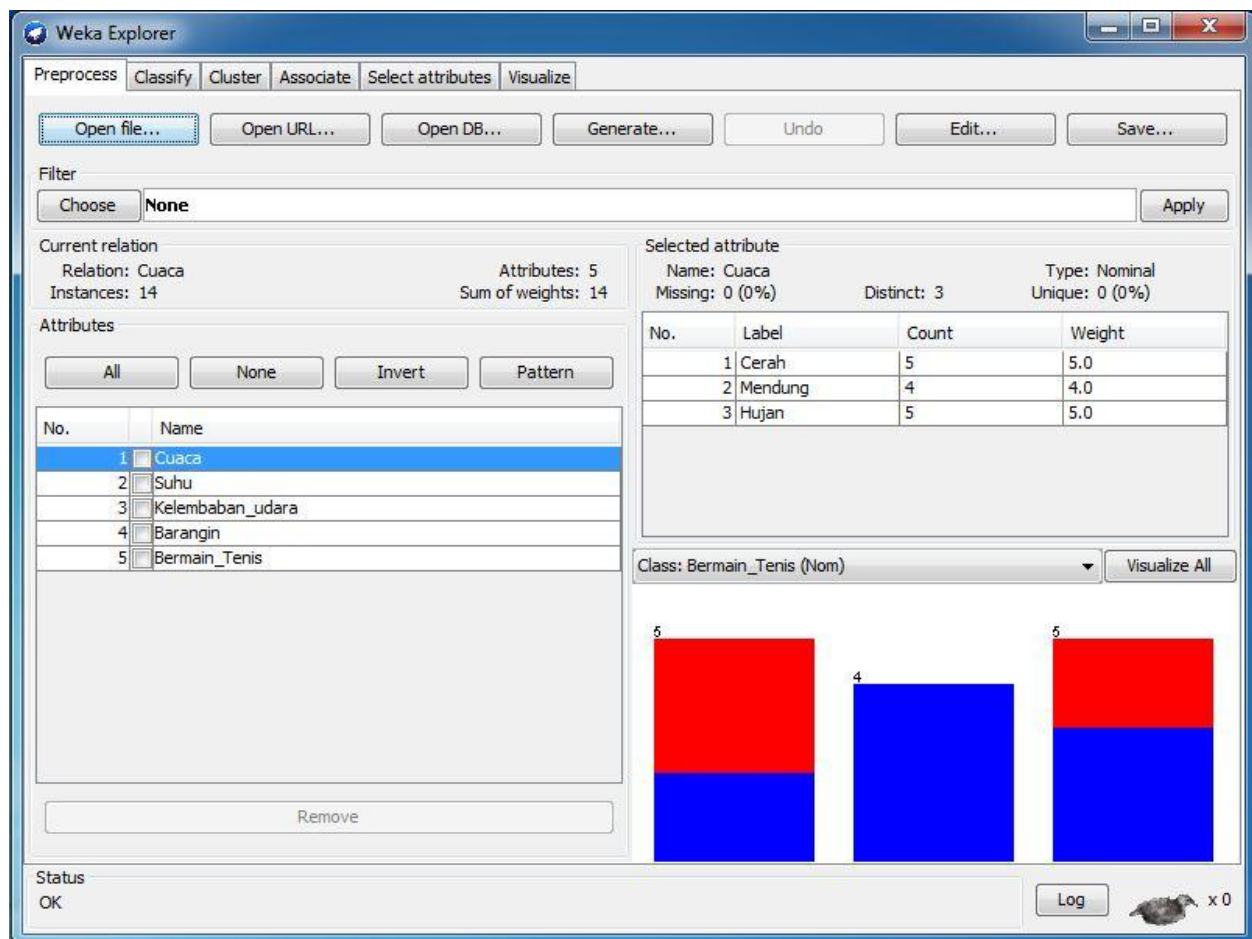 Weka Explorer
Preprocess Classify Cluster Associate Select attributes Visualize
Open file... Open URL... Open DB... Generate... Undo Edit... Save...
Filter
Choose None Apply
Current relation
Relation: Cuaca Attributes: 5
Instances: 14 Sum of weights: 14
Selected attribute
Name: Cuaca Type: Nominal
Missing: 0 (0%) Distinct: 3 Unique: 0 (0%)
Attributes
All None Invert Pattern
No. Name
1 Cuaca
2 Suhu
3 Kelembaban_udara
4 Barangin
5 Bermain_Tenis
Remove
No. Label Count Weight
1 Cerah 5 5.0
2 Mendung 4 4.0
3 Hujan 5 5.0
Class: Bermain_Tenis (Nom) Visualize All
5 4 5
Status
OK
Log x 0